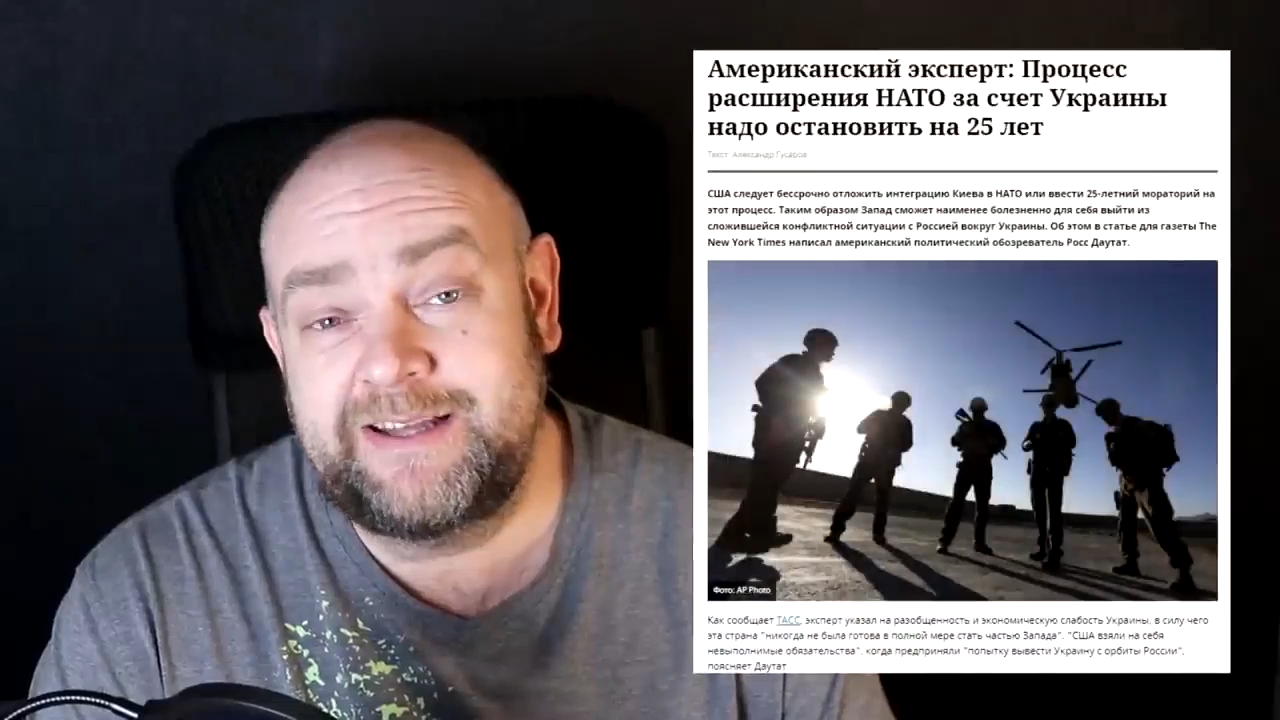 Американский эксперт: Процесс
расширения НАТО за счет Украины
надо остановить на 25 лет
Текст: Александр Гусаров
США следует бессрочно отложить интеграцию Киева в НАТО или ввести 25-летний мораторий на
этот процесс. Таким образом Запад сможет наименее болезненно для себя выйти из
сложившейся конфликтной ситуации с Россией вокруг Украины. Об этом в статье для газеты The
New York Times написал американский политический обозреватель Росс Даутат.
Фото: AP Photo
Как сообщает ТАСС, эксперт указал на разобщенность и экономическую слабость Украины, в силу чего
эта страна "никогда не была готова в полной мере стать частью Запада". "США взяли на себя
невыполнимые обязательства", когда предприняли "попытку вывести Украину с орбиты России",
поясняет Даутат